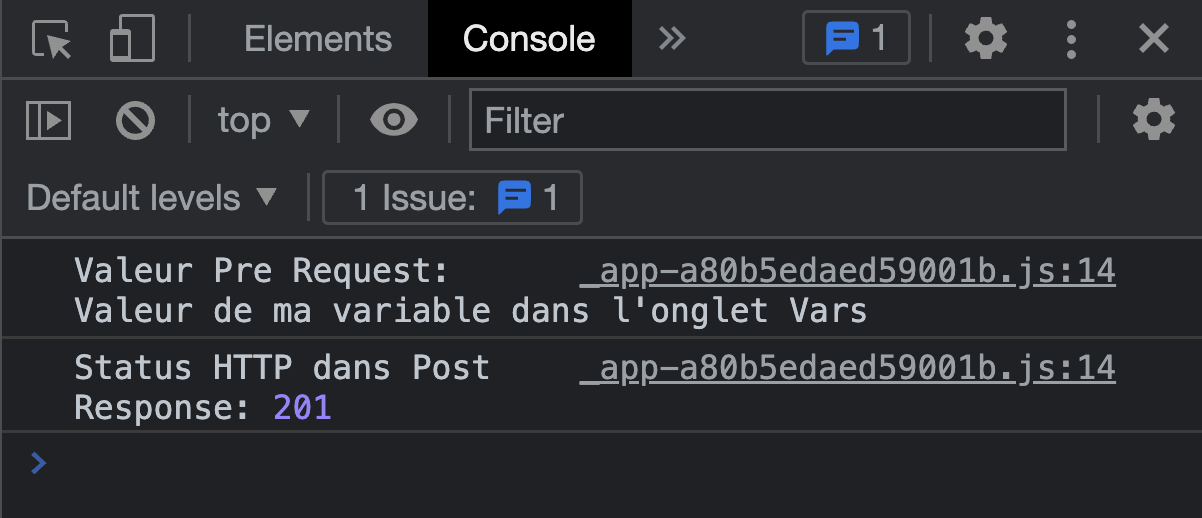 Elements Console 1
top Filter
Default levels 1 Issue: 1
Valeur Pre Request: _app-a80b5edaed59001b.js:14
Valeur de ma variable dans l'onglet Vars
Status HTTP dans Post _app-a80b5edaed59001b.js:14
Response: 201